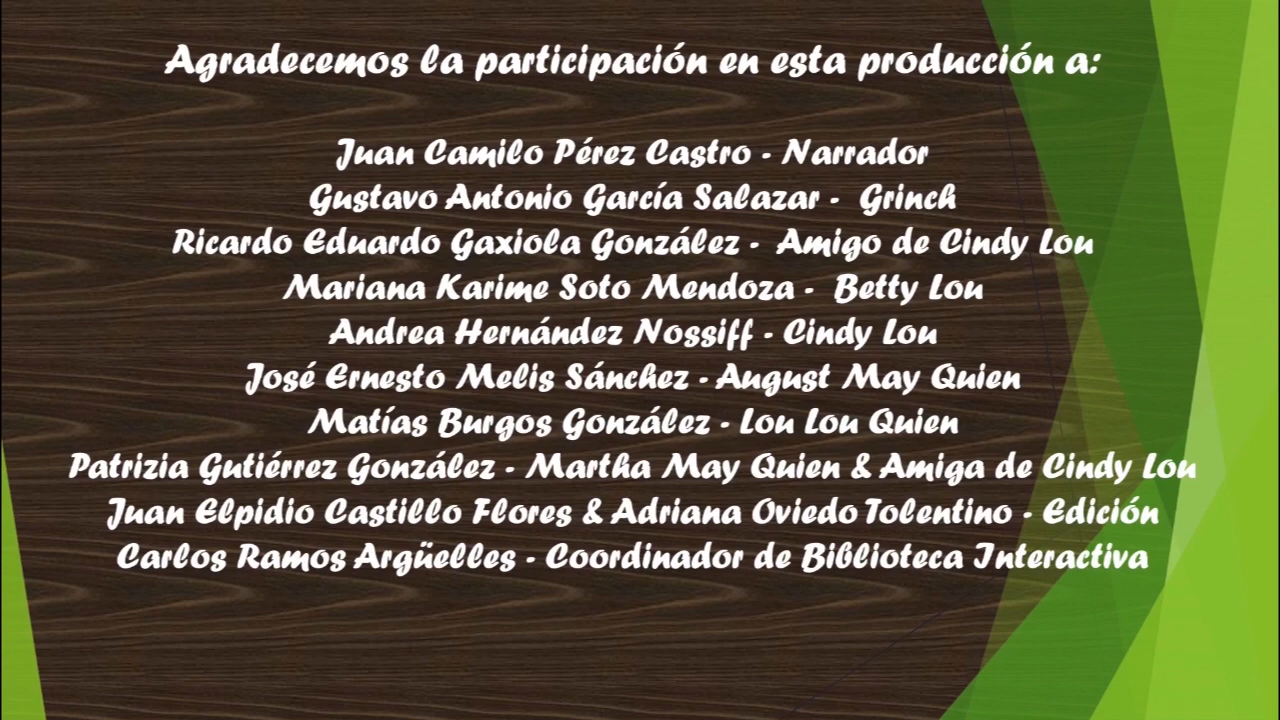 Agradecemos la participación en esta producción a:
Juan Camilo Pérez Castro - Narrador
Gustavo Antonio García Salazar - Grinch
Ricardo Eduardo Gaxiola González - Amigo de Cindy Lou
Mariana Karime Soto Mendoza - Betty Lou
Andrea Hernández Nossiff - Cindy Lou
José Ernesto Melis Sánchez - August May Quien
Matías Burgos González - Lou Lou Quien
Patrizia Gutiérrez González - Martha May Quien & Amiga de Cindy Lou
Juan Elpidio Castillo Flores & Adriana Oviedo Tolentino - Edición
Carlos Ramos Argüelles - Coordinador de Biblioteca Interactiva